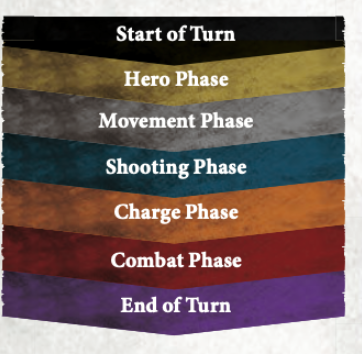 Start of Turn
Hero Phase
Movement Phase
Shooting Phase
Charge Phase
Combat Phase
End of Turn